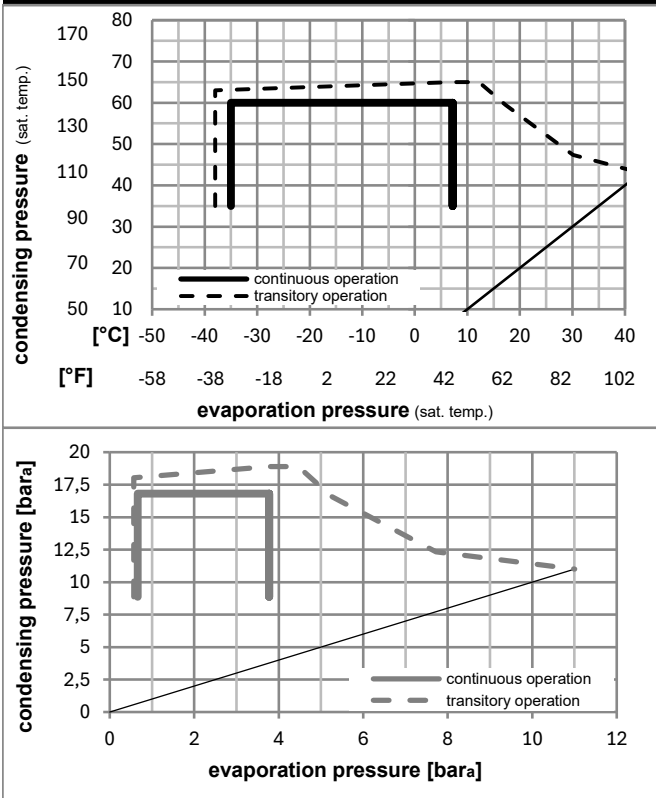 condensing pressure (sat. temp.)
170 80
70
150 60
130 50
110 40
90 30
70 20
50 10
continuous operation
transitory operation
[°C] -50 -40 -30 -20 -10 0 10 20 30 40
[°F] -58 -38 -18 2 22 42 62 82 102
evaporation pressure (sat. temp.)
condensing pressure [bara]
20
17,5
15
12,5
10
7,5
5
2,5
0
continuous operation
transitory operation
0 2 4 6 8 10 12
evaporation pressure [bara]